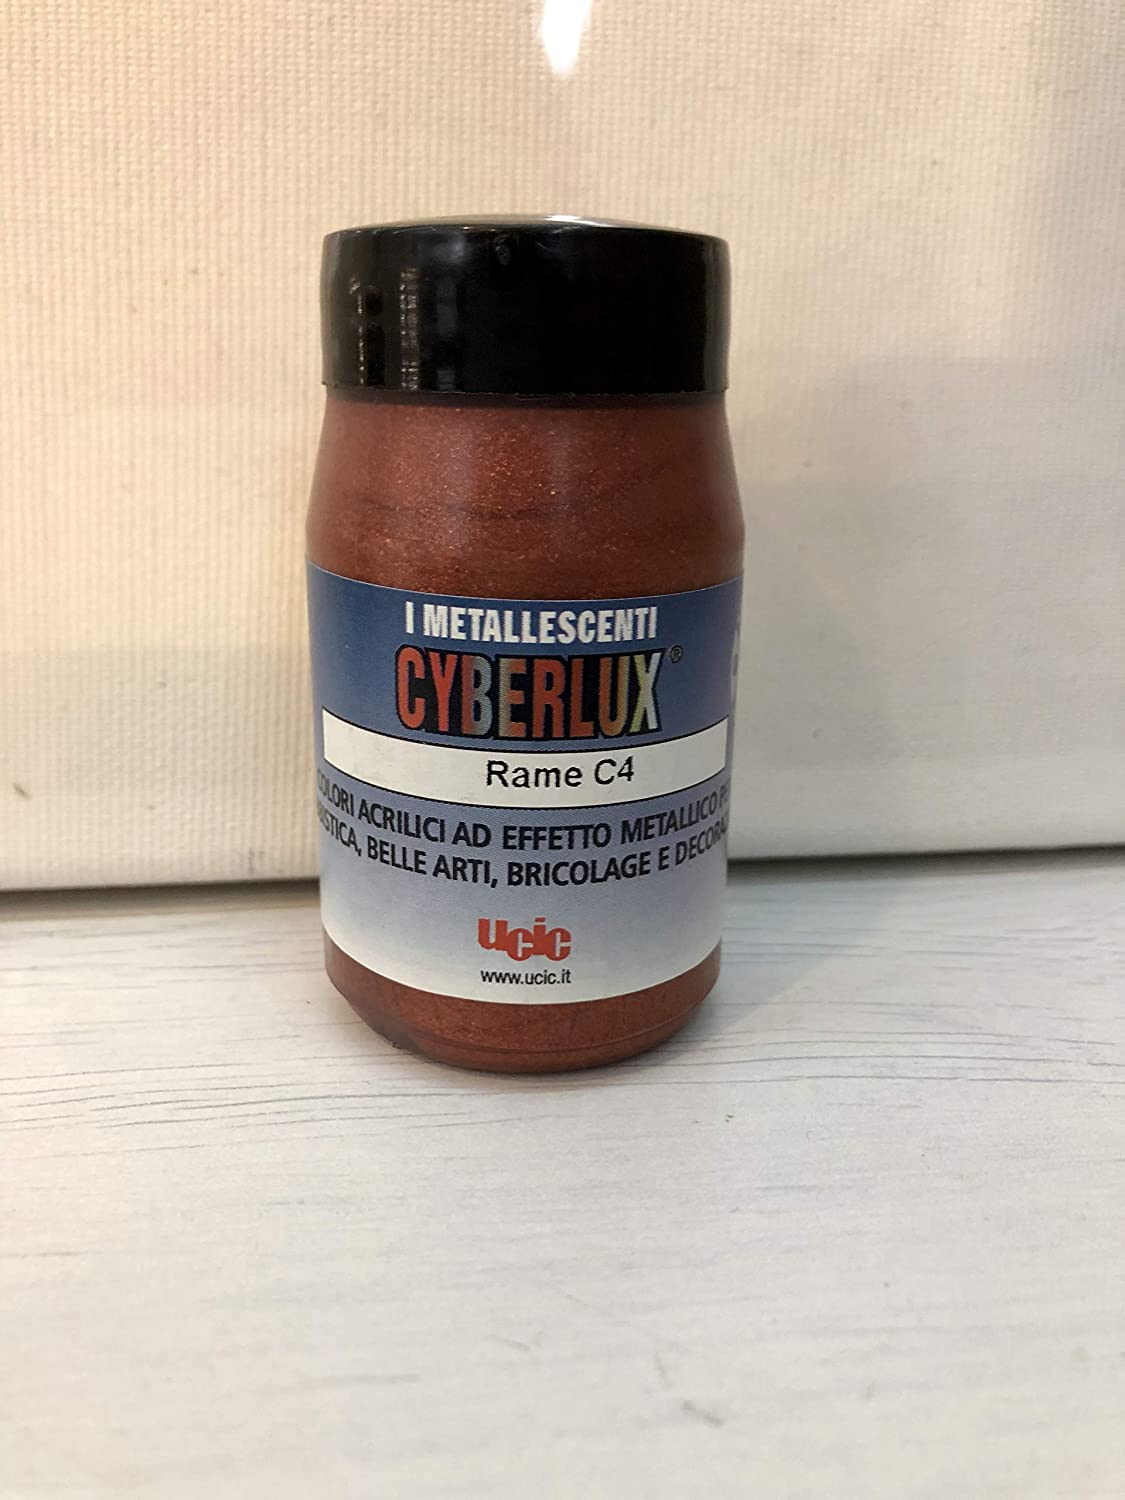 I METALLESCENTI
CYBERLUX®
Rame C4
COLORI ACRILICI AD EFFETTO METALLICO
BELLE ARTI, BRICOLAGE E
ucic
www.ucic.it